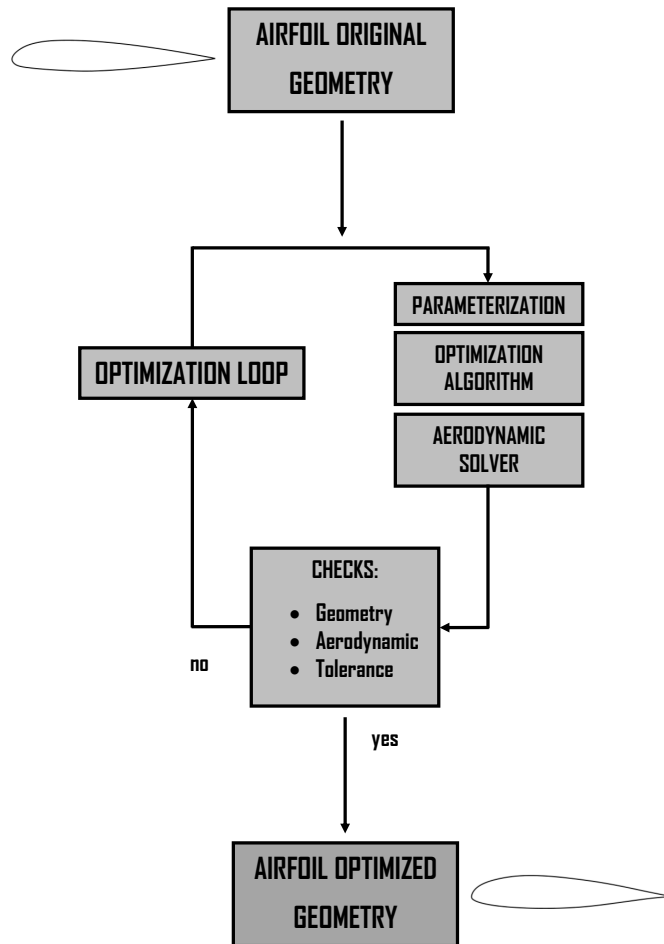 AIRFOIL ORIGINAL
GEOMETRY
PARAMETERIZATION
OPTIMIZATION
ALGORITHM
OPTIMIZATION LOOP
AERODYNAMIC
SOLVER
CHECKS:
• Geometry
• Aerodynamic
• Tolerance
no
yes
AIRFOIL OPTIMIZED
GEOMETRY